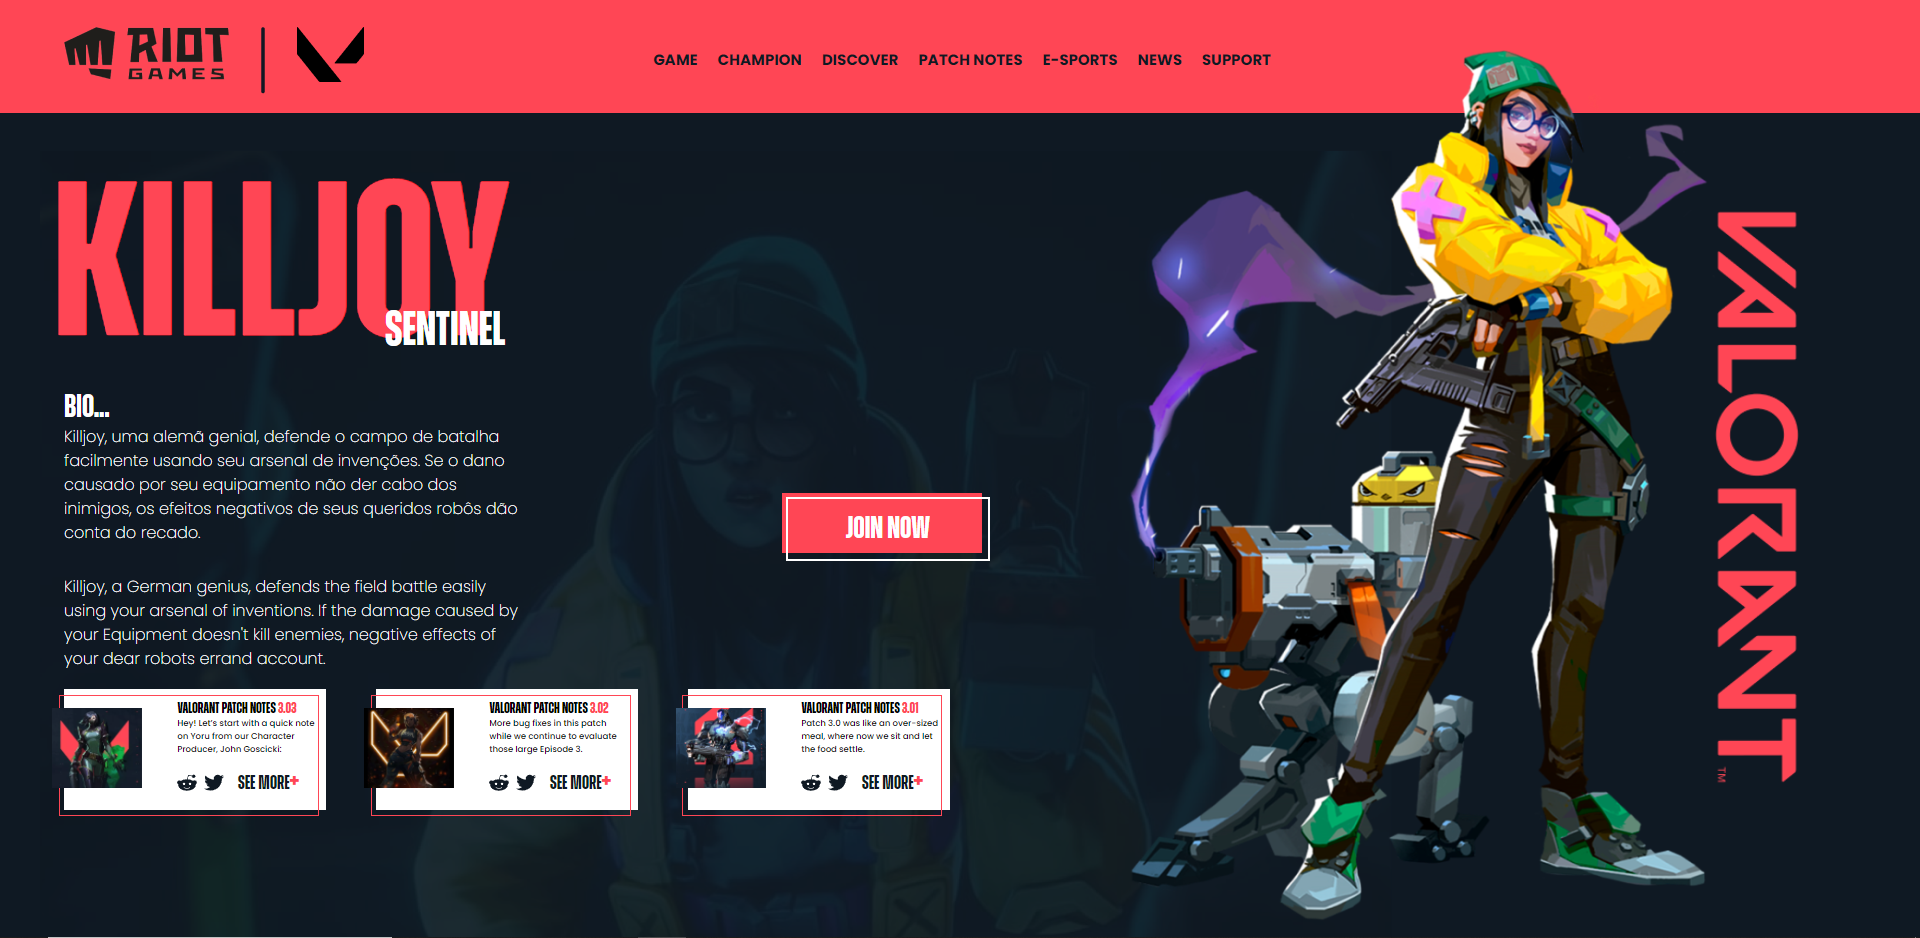 RIOT
GAMES
GAME CHAMPION DISCOVER PATCH NOTES E-SPORTS NEWS SUPPORT
KILLJOY
SENTINEL
BIO...
Killjoy, uma alemã genial, defende o campo de batalha
facilmente usando seu arsenal de invenções. Se o dano
causado por seu equipamento não der cabo dos
inimigos, os efeitos negativos de seus queridos robôs dão
conta do recado.
Killjoy, a German genius, defends the field battle easily
using your arsenal of inventions. If the damage caused by
your Equipment doesn't kill enemies, negative effects of
your dear robots errand account.
JOIN NOW
VALORANT
TM
VALORANT PATCH NOTES 3.03
Hey! Let's start with a quick note
on Yoru from our Character
Producer, John Goscicki:
SEE MORE+
VALORANT PATCH NOTES 3.02
More bug fixes in this patch
while we continue to evaluate
those large Episode 3.
SEE MORE+
VALORANT PATCH NOTES 3.01
Patch 3.0 was like an over-sized
meal, where now we sit and let
the food settle.
SEE MORE+